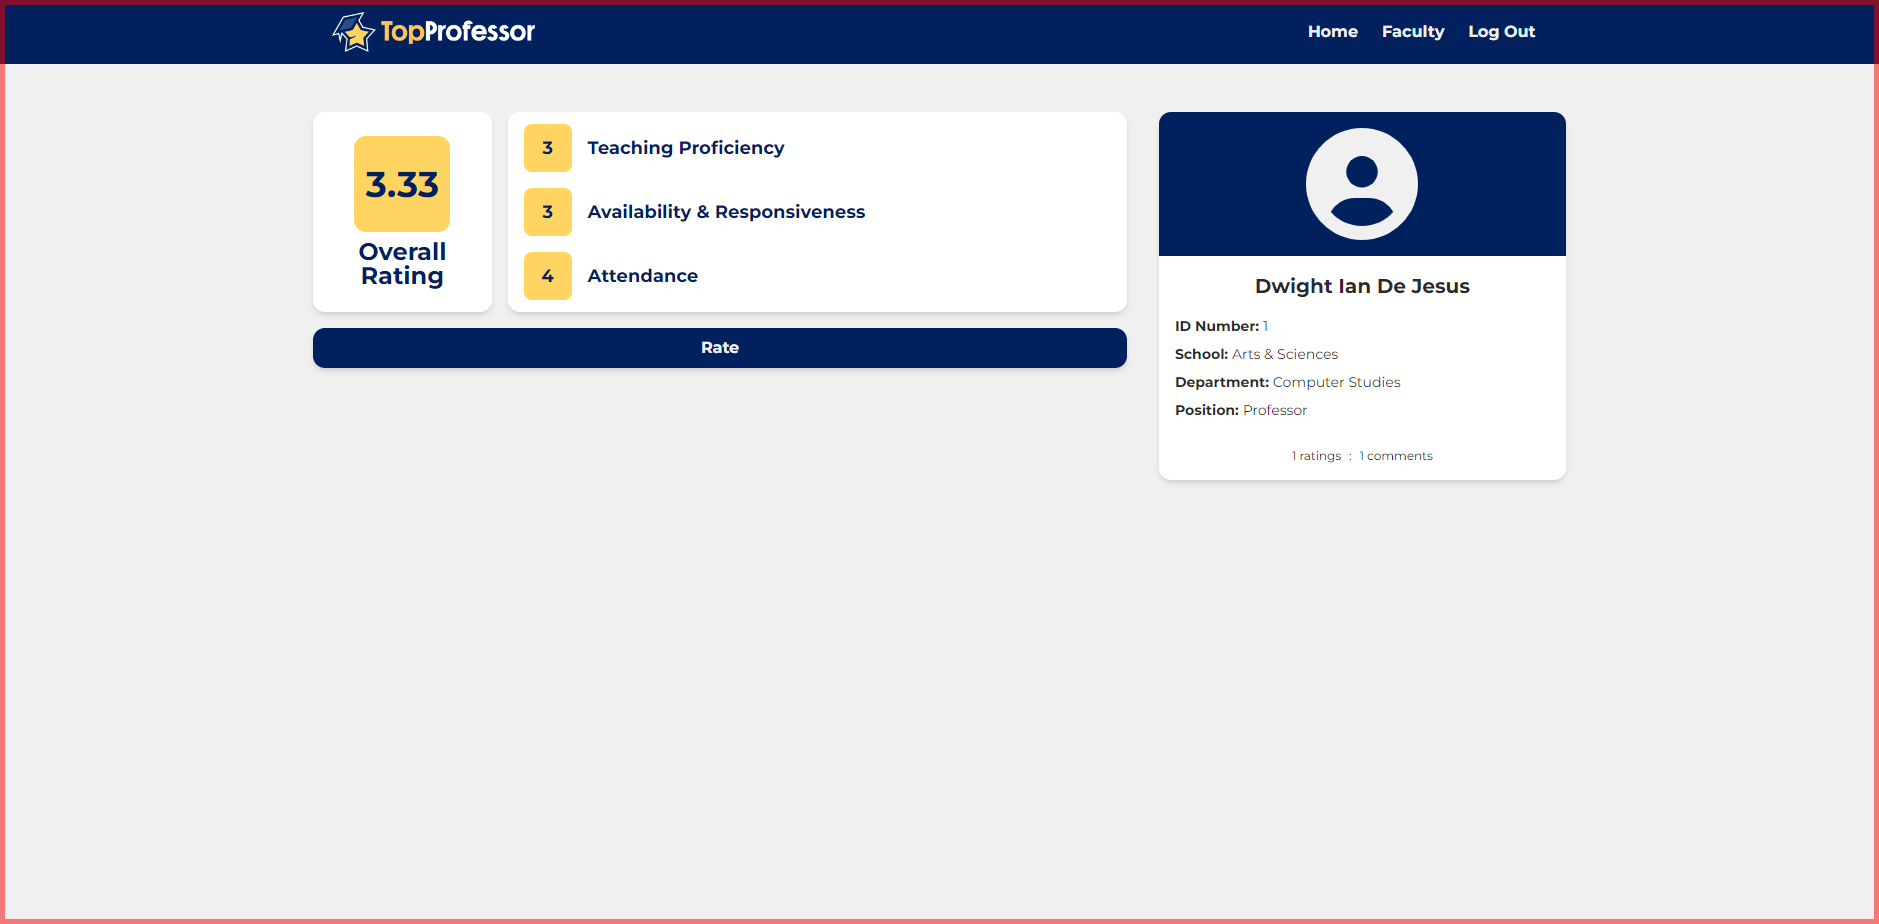 TopProfessor
Home Faculty Log Out
3.33
Overall
Rating
3 Teaching Proficiency
3 Availability & Responsiveness
4 Attendance
Rate
Dwight Ian De Jesus
ID Number: 1
School: Arts & Sciences
Department: Computer Studies
Position: Professor
1 ratings : 1 comments